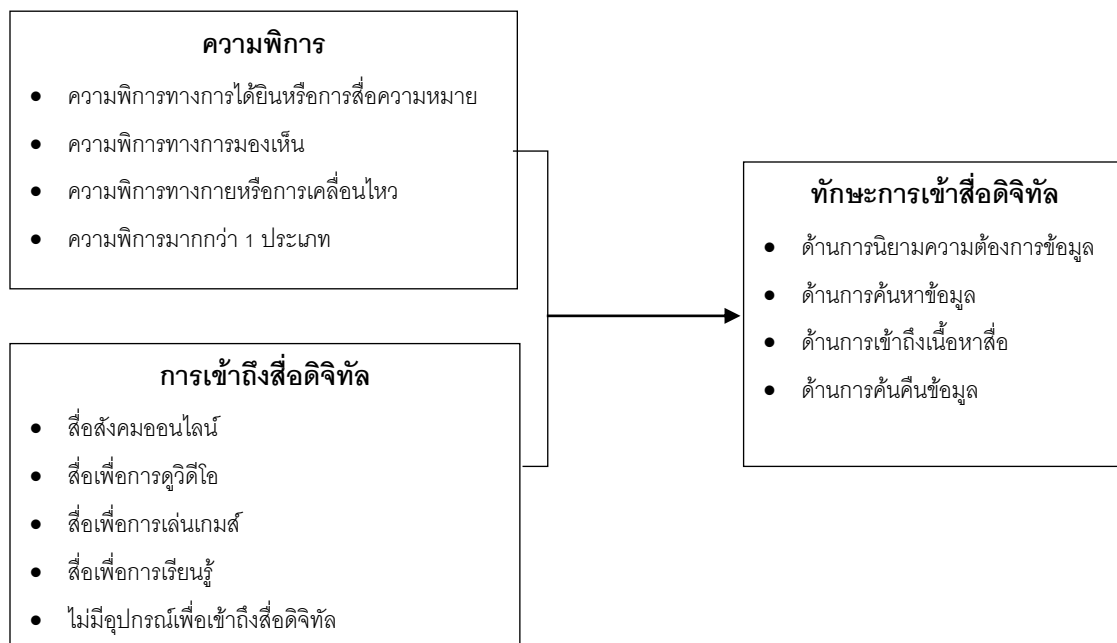 ความพิการ
● ความพิการทางการได้ยินหรือการสื่อความหมาย
● ความพิการทางการมองเห็น
● ความพิการทางกายหรือการเคลื่อนไหว
● ความพิการมากกว่า 1 ประเภท
การเข้าถึงสื่อดิจิทัล
● สื่อสังคมออนไลน์
● สื่อเพื่อการดูวิดีโอ
● สื่อเพื่อการเล่นเกมส์
● สื่อเพื่อการเรียนรู้
● ไม่มีอุปกรณ์เพื่อเข้าถึงสื่อดิจิทัล
ทักษะการเข้าสื่อดิจิทัล
● ด้านการนิยามความต้องการข้อมูล
● ด้านการค้นหาข้อมูล
● ด้านการเข้าถึงเนื้อหาสื่อ
● ด้านการค้นคืนข้อมูล